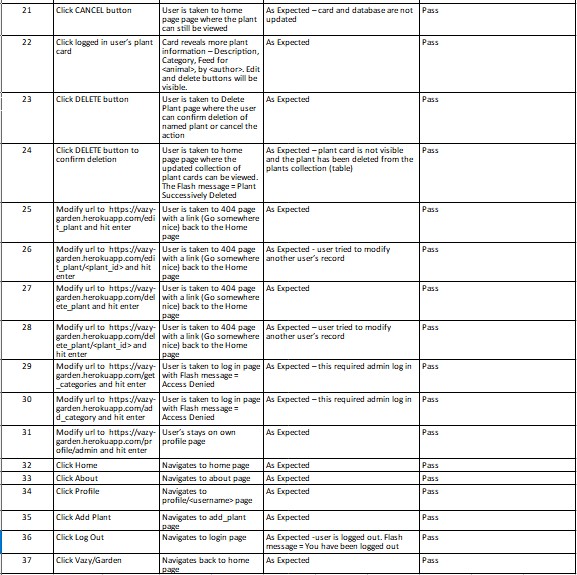 21 Click CANCEL button User is taken to home As Expected – card and database are not Pass
page page where the plant updated
can still be viewed
22 Click logged in user's plant Card reveals more plant As Expected Pass
card information – Description,
Category, Feed for
<animal>, by <author>. Edit
and delete buttons will be
visible.
23 Click DELETE button User is taken to Delete As Expected Pass
Plant page where the user
can confirm deletion of
named plant or cancel the
action
24 Click DELETE button to User is taken to home As Expected – plant card is not visible Pass
confirm deletion page page where the and the plant has been deleted from the
updated collection of plants collection (table)
plant cards can be viewed.
The Flash message = Plant
Successively Deleted
25 Modify url to https://vazy- User is taken to 404 page As Expected Pass
garden.herokuapp.com/edi with a link (Go somewhere
t_plant and hit enter nice) back to the Home
page
26 Modify url to https://vazy- User is taken to 404 page As Expected - user tried to modify Pass
garden.herokuapp.com/edi with a link (Go somewhere another user's record
t_plant/<plant_id> and hit nice) back to the Home
enter page
27 Modify url to https://vazy- User is taken to 404 page As Expected Pass
garden.herokuapp.com/del with a link (Go somewhere
ete_plant and hit enter nice) back to the Home
page
28 Modify url to https://vazy- User is taken to 404 page As Expected – user tried to modify Pass
garden.herokuapp.com/del with a link (Go somewhere another user's record
ete_plant/<plant_id> and nice) back to the Home
hit enter page
29 Modify url to https://vazy- User is taken to log in page As Expected – this required admin log in Pass
garden.herokuapp.com/get with Flash message =
_categories and hit enter Access Denied
30 Modify url to https://vazy- User is taken to log in page As Expected – this required admin log in Pass
garden.herokuapp.com/ad with Flash message =
d_category and hit enter Access Denied
31 Modify url to https://vazy- User's stays on own As Expected Pass
garden.herokuapp.com/pr profile page
ofile/admin and hit enter
32 Click Home Navigates to home page As Expected Pass
33 Click About Navigates to about page As Expected Pass
34 Click Profile Navigates to As Expected Pass
profile/<username> page
35 Click Add Plant Navigates to add_plant As Expected Pass
page
36 Click Log Out Navigates to login page As Expected -user is logged out. Flash Pass
message = You have been logged out
37 Click Vazy/Garden Navigates back to home As Expected Pass
page